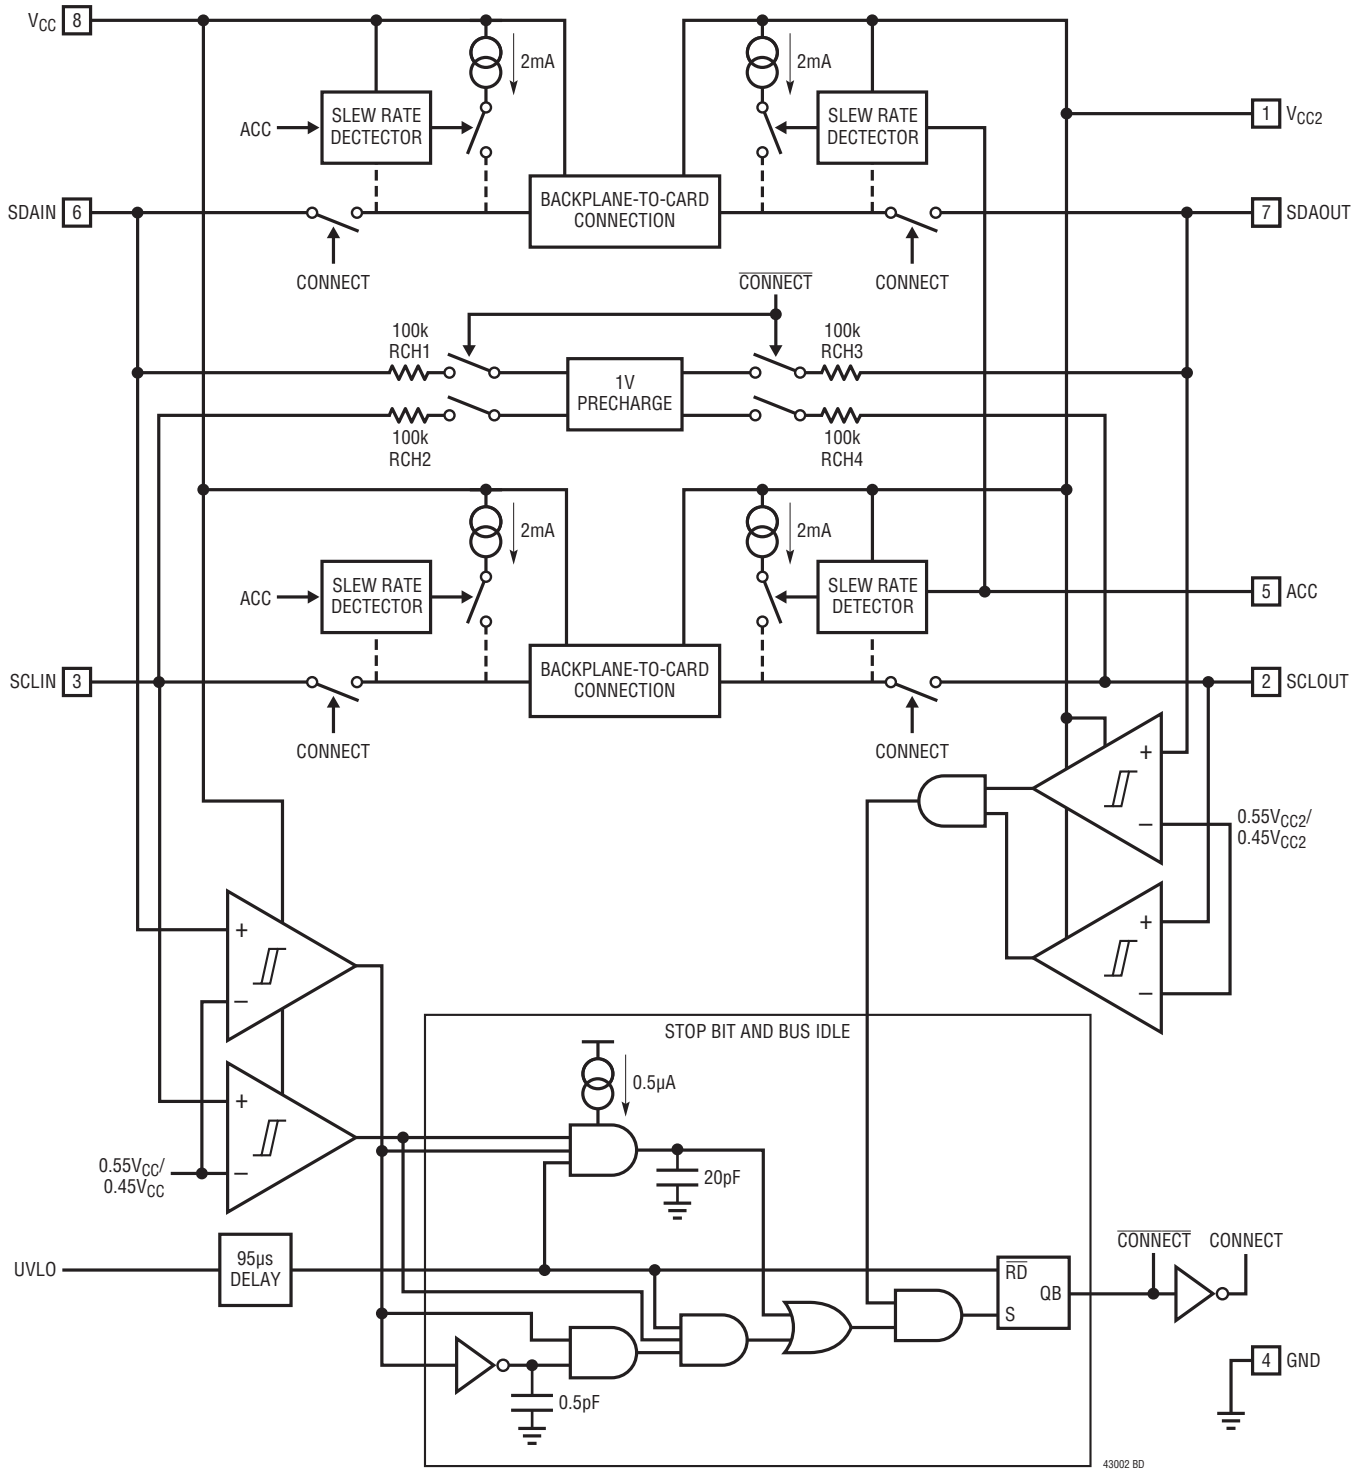 VCC 8
2mA
2mA
ACC
SLEW RATE
DECTECTOR
SLEW RATE
DECTECTOR
1 VCC2
SDAIN 6
BACKPLANE-TO-CARD
CONNECTION
7 SDAOUT
CONNECT
CONNECT
CONNECT
100k
RCH1
100k
RCH3
1V
PRECHARGE
100k
RCH2
100k
RCH4
2mA
2mA
ACC
SLEW RATE
DECTECTOR
SLEW RATE
DETECTOR
5 ACC
SCLIN 3
BACKPLANE-TO-CARD
CONNECTION
2 SCLOUT
CONNECT
CONNECT
+
−
0.55VCC2/
0.45VCC2
+
−
+
−
STOP BIT AND BUS IDLE
0.5µA
+
−
0.55VCC/
0.45VCC
20pF
UVLO
95µs
DELAY
RD
QB
S
CONNECT
CONNECT
4 GND
0.5pF
43002 BD